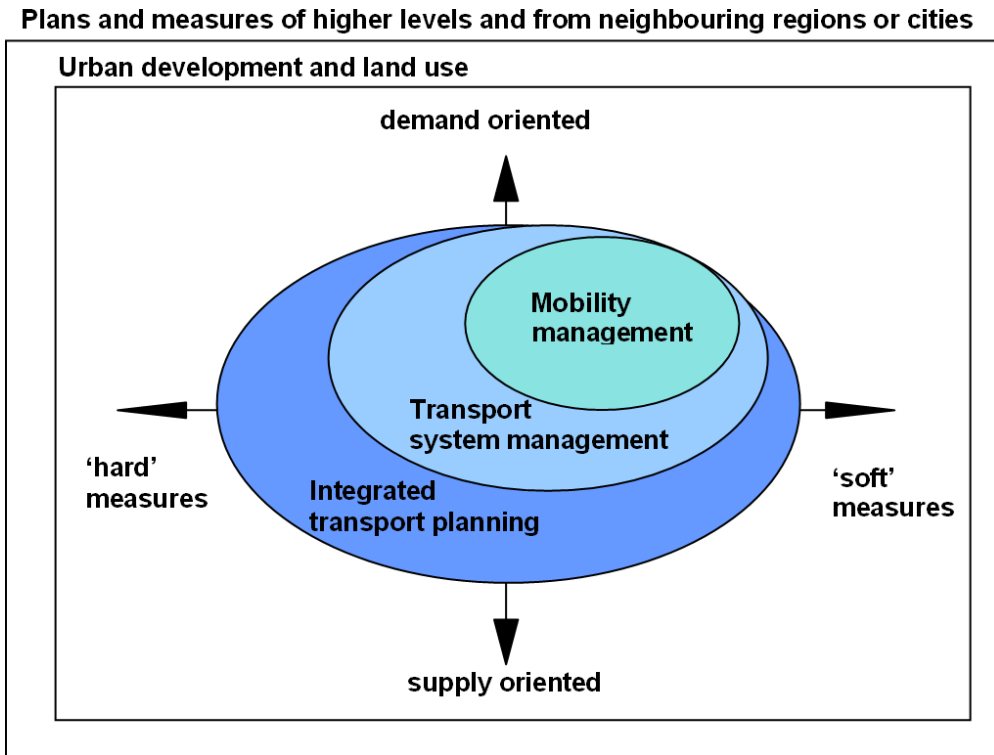 Plans and measures of higher levels and from neighbouring regions or cities
Urban development and land use
demand oriented
Mobility
management
Transport
system management
‘hard’
measures
Integrated
transport planning
‘soft’
measures
supply oriented